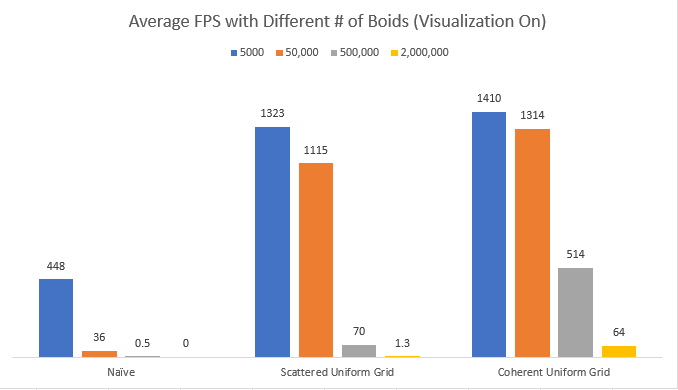 Average FPS with Different # of Boids (Visualization On)
5000 50,000 500,000 2,000,000
448 36 0.5 0
1323 1115 70 1.3
1410 1314 514 64
Naïve Scattered Uniform Grid Coherent Uniform Grid